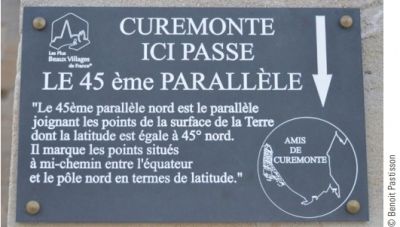 CUREMONTE
ICI PASSE
LE 45 ème PARALLÈLE
Les Plus
Beaux Villages
de France®
"Le 45ème parallèle nord est le parallèle
joignant les points de la surface de la Terre
dont la latitude est égale à 45° nord.
Il marque les points situés
à mi-chemin entre l'équateur
et le pôle nord en termes de latitude."
AMIS
DE
CUREMONTE
© Benoit Pastisson